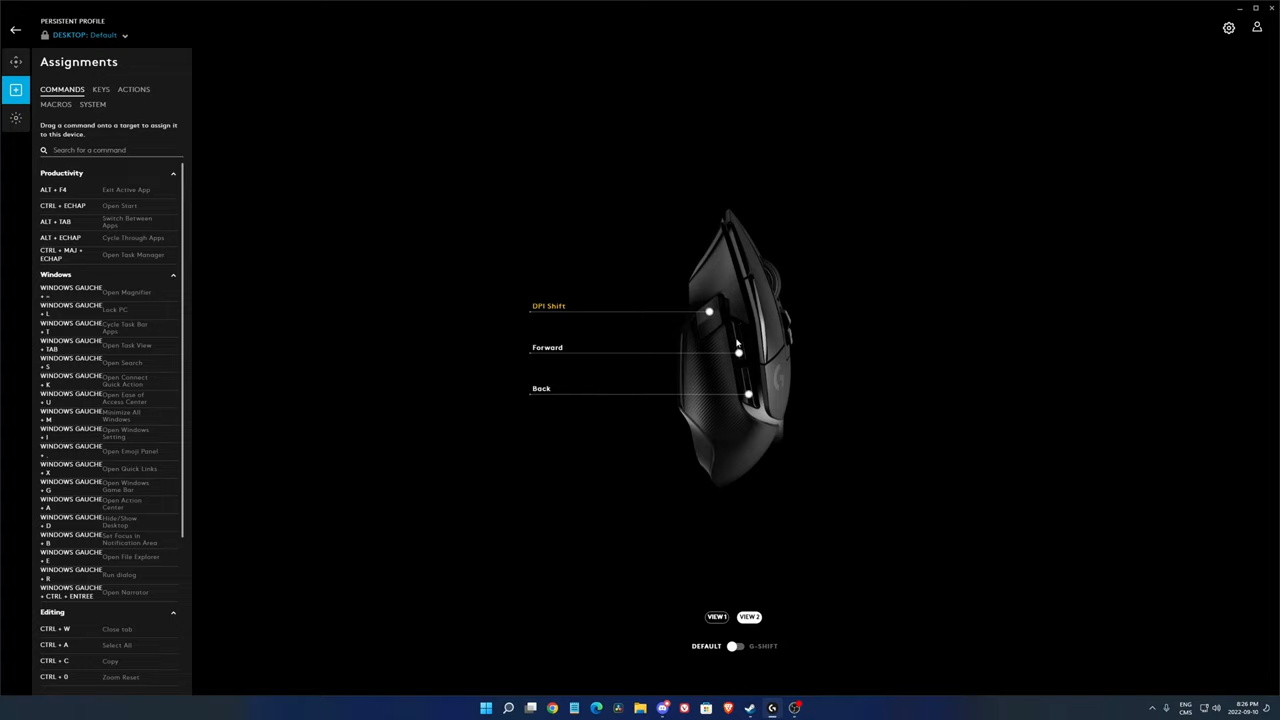 PERSISTENT PROFILE
DESKTOP: Default
Assignments
COMMANDS KEYS ACTIONS
MACROS SYSTEM
Drag a command onto a target to assign it
to this device.
Search for a command
Productivity
ALT + F4 Exit Active App
CTRL + ECHAP Open Start
ALT + TAB Switch Between
Apps
ALT + ECHAP Cycle Through Apps
CTRL + MAJ +
ECHAP Open Task Manager
Windows
WINDOWS GAUCHE
+ = Open Magnifier
WINDOWS GAUCHE
+ L Lock PC
WINDOWS GAUCHE Cycle Task Bar
+ T Apps
WINDOWS GAUCHE
+ TAB Open Task View
WINDOWS GAUCHE
+ S Open Search
WINDOWS GAUCHE Open Connect
+ K Quick Action
WINDOWS GAUCHE Open Ease of
+ U Access Center
WINDOWS GAUCHE Minimize All
+ M Windows
WINDOWS GAUCHE Open Windows
+ I Setting
WINDOWS GAUCHE
+ . Open Emoji Panel
WINDOWS GAUCHE
+ X Open Quick Links
WINDOWS GAUCHE Open Windows
+ G Game Bar
WINDOWS GAUCHE Open Action
+ A Center
WINDOWS GAUCHE Hide/Show
+ D Desktop
WINDOWS GAUCHE Set Focus in
+ B Notification Area
WINDOWS GAUCHE
+ E Open File Explorer
WINDOWS GAUCHE
+ R Run dialog
WINDOWS GAUCHE
+ CTRL + ENTREE Open Narrator
Editing
CTRL + W Close tab
CTRL + A Select All
CTRL + C Copy
CTRL + 0 Zoom Reset
DPI Shift
Forward
Back
VIEW 1 VIEW 2
DEFAULT G-SHIFT
ENG
CMS
8:26 PM
2022-09-10